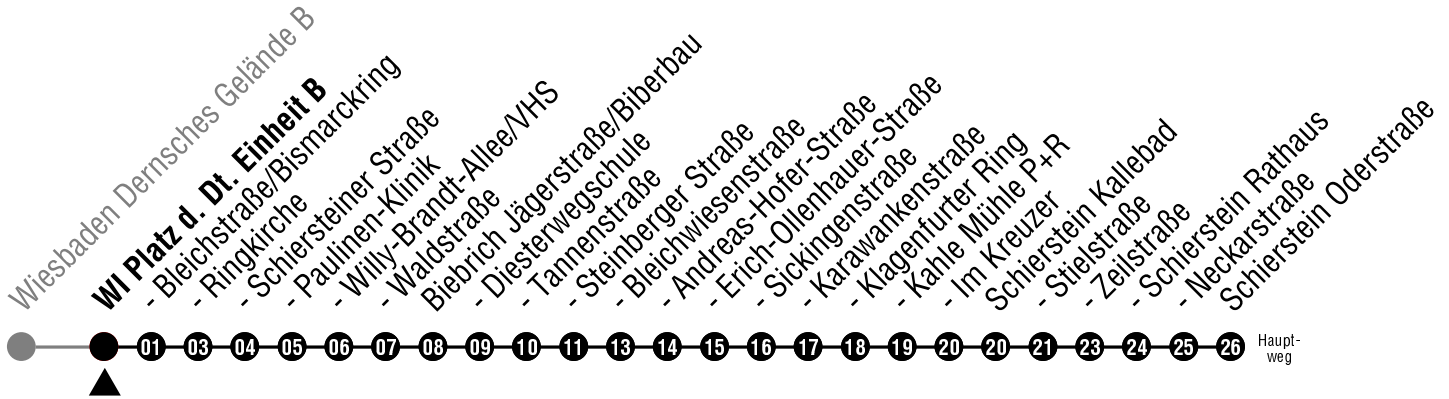 Wiesbaden Dernsches Gelände B
WI Platz d. Dt. Einheit B
- Bleichstraße/Bismarckring
- Ringkirche
- Schiersteiner Straße
- Paulinen-Klinik
- Willy-Brandt-Allee/VHS
- Waldstraße
Biebrich Jägerstraße/Biberbau
- Diesterwegschule
- Tannenstraße
- Steinberger Straße
- Bleichwiesenstraße
- Andreas-Hofer-Straße
- Erich-Ollenhauer-Straße
- Sickingenstraße
- Karawankenstraße
- Klagenfurter Ring
- Kahle Mühle P+R
- Im Kreuzer
Schierstein Kallebad
- Stielstraße
- Zeilstraße
- Schierstein Rathaus
- Neckarstraße
Schierstein Oderstraße
01 03 04 05 06 07 08 09 10 11 13 14 15 16 17 18 19 20 20 21 23 24 25 26
Haupt-
weg